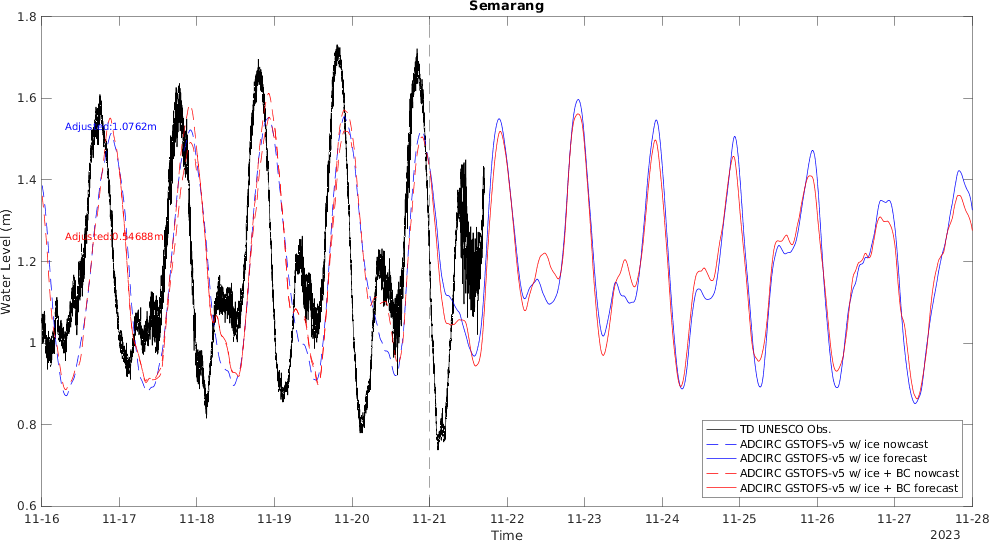 Semarang
Water Level (m)
1.8
1.6
1.4
1.2
1
0.8
0.6
Adjusted:1.0762m
Adjusted:0.54688m
TD UNESCO Obs.
ADCIRC GSTOFS-v5 w/ ice nowcast
ADCIRC GSTOFS-v5 w/ ice forecast
ADCIRC GSTOFS-v5 w/ ice + BC nowcast
ADCIRC GSTOFS-v5 w/ ice + BC forecast
11-16 11-17 11-18 11-19 11-20 11-21 11-22 11-23 11-24 11-25 11-26 11-27 11-28
Time
2023